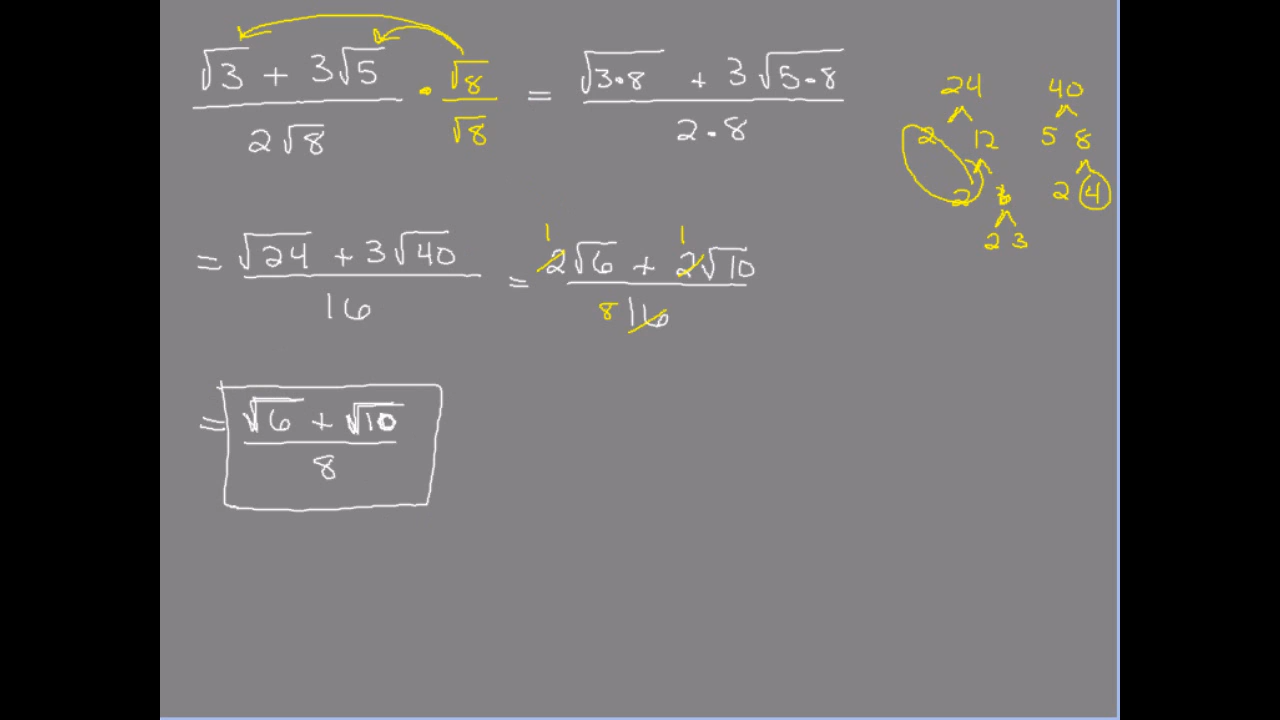 (√3 + 3√5)/(2√8) · √8/√8 = (√(3·8) + 3√(5·8))/(2·8)
= (√24 + 3√40)/16 = (2√6 + 2√10)/16
1 1
8
= (√6 + √10)/8
24 40
2 12 5 8
2 6 2 4
2 3